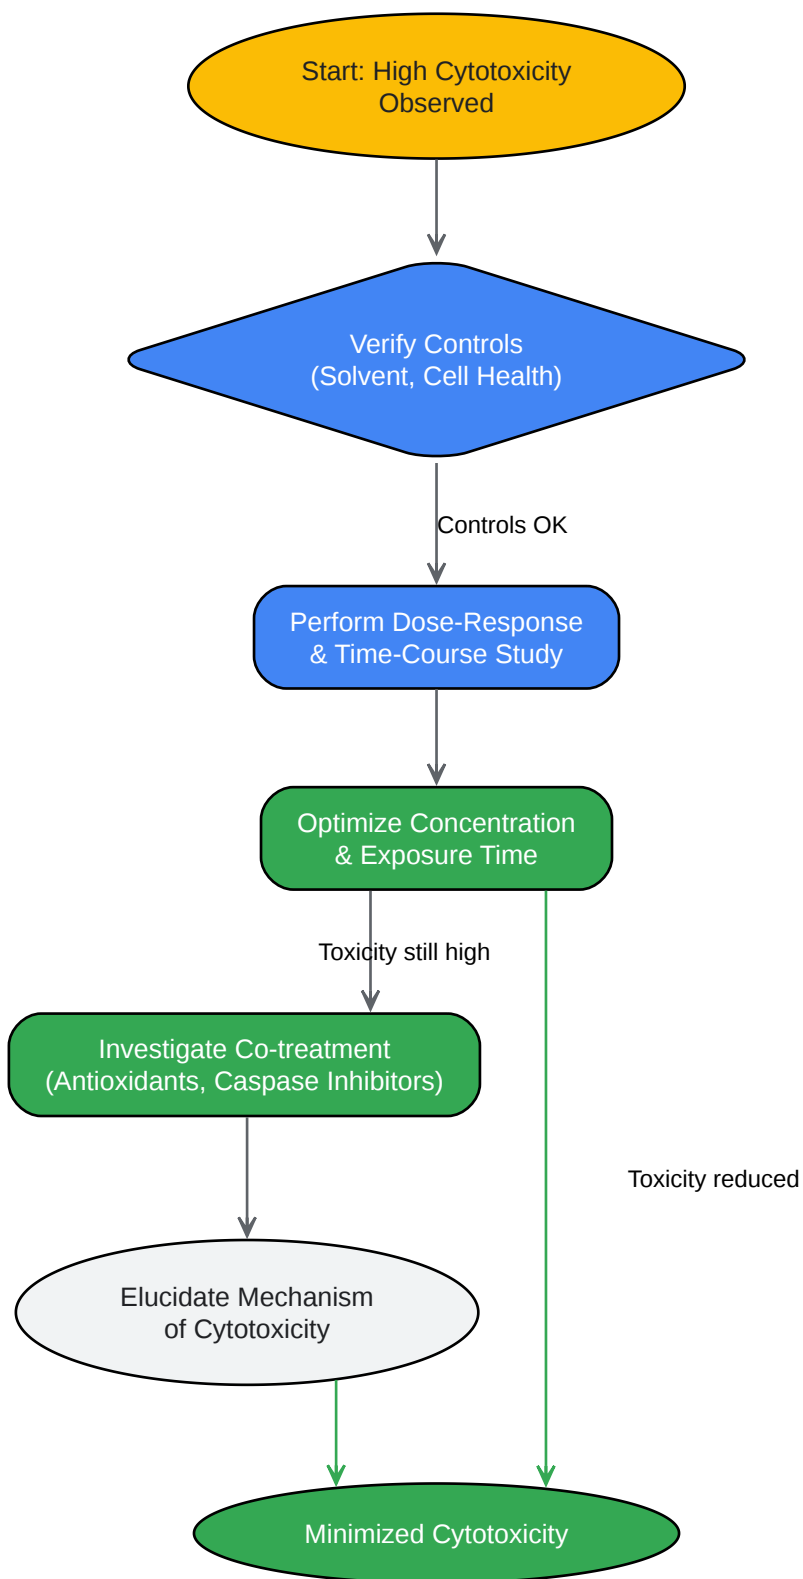 Start: High Cytotoxicity
Observed
Verify Controls
(Solvent, Cell Health)
Controls OK
Perform Dose-Response
& Time-Course Study
Optimize Concentration
& Exposure Time
Toxicity still high
Investigate Co-treatment
(Antioxidants, Caspase Inhibitors)
Toxicity reduced
Elucidate Mechanism
of Cytotoxicity
Minimized Cytotoxicity